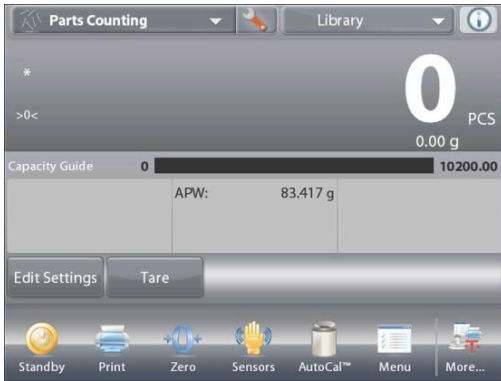 Parts Counting Library
*
0
>0<
PCS
0.00 g
Capacity Guide 0 10200.00
APW: 83.417 g
Edit Settings Tare
Standby Print Zero Sensors AutoCal™ Menu More...